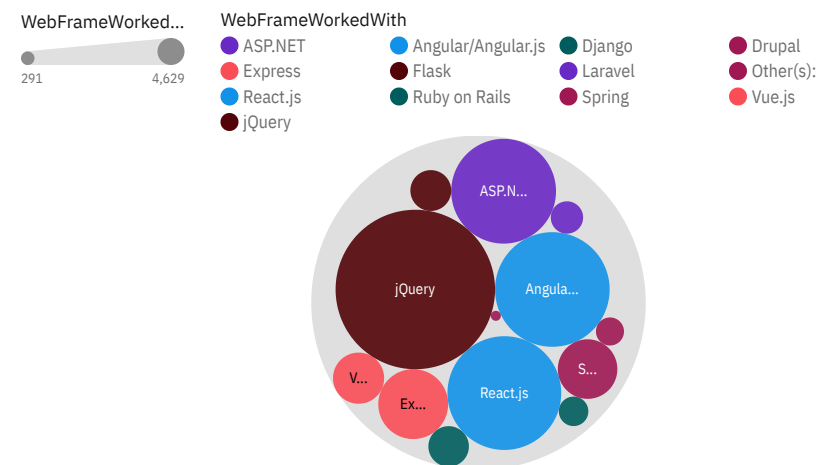 WebFrameWorked...
291 4,629
WebFrameWorkedWith
ASP.NET Angular/Angular.js Django Drupal
Express Flask Laravel Other(s):
React.js Ruby on Rails Spring Vue.js
jQuery
ASP.N...
jQuery
Angula...
V...
Ex...
React.js
S...